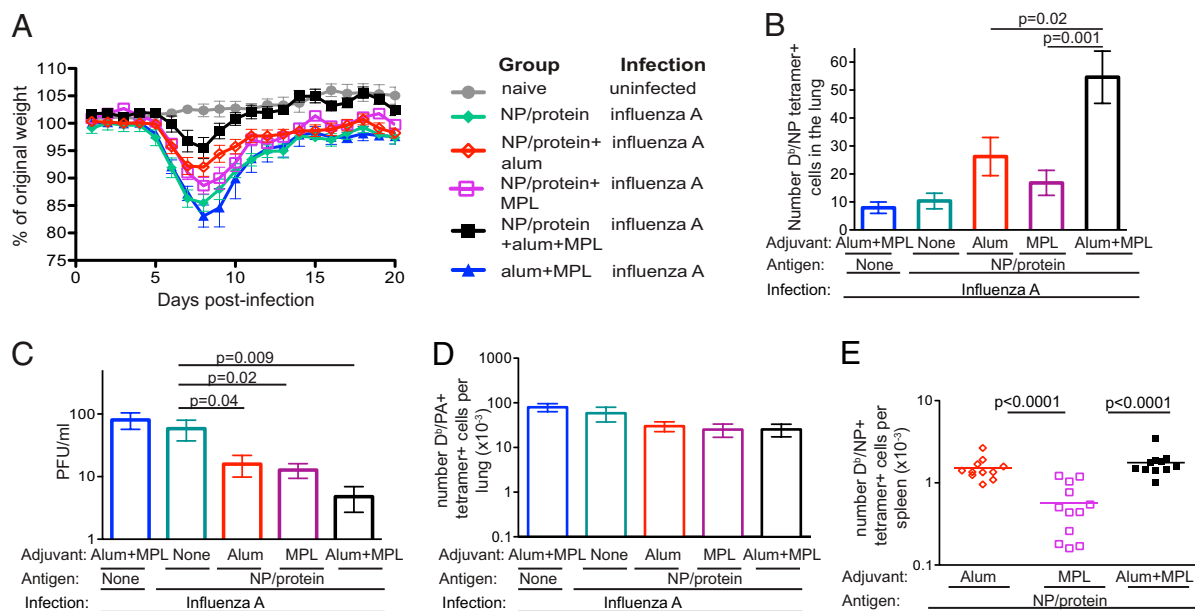 A
% of original weight
110
105
100
95
90
85
80
75
0
5
10
15
20
Days post-infection
Group Infection
naive uninfected
NP/protein influenza A
NP/protein+ influenza A
alum
NP/protein+ influenza A
MPL
NP/protein influenza A
+alum+MPL
alum+MPL influenza A
B
p=0.02
p=0.001
Number Dᵇ/NP tetramer+
cells in the lung
60
50
40
30
20
10
0
Adjuvant: Alum+MPL None Alum MPL Alum+MPL
Antigen: None NP/protein
Infection: Influenza A
C
p=0.009
p=0.02
p=0.04
PFU/ml
100
10
1
Adjuvant: Alum+MPL None Alum MPL Alum+MPL
Antigen: None NP/protein
Infection: Influenza A
D
number Dᵇ/PA+
tetramer+ cells per
lung (x10⁻³)
1000
100
10
1
0.1
Adjuvant: Alum+MPL None Alum MPL Alum+MPL
Antigen: None NP/protein
Infection: Influenza A
E
p<0.0001 p<0.0001
number Dᵇ/NP+
tetramer+ cells per
spleen (x10⁻³)
10
1
0.1
Adjuvant: Alum MPL Alum+MPL
Antigen: NP/protein